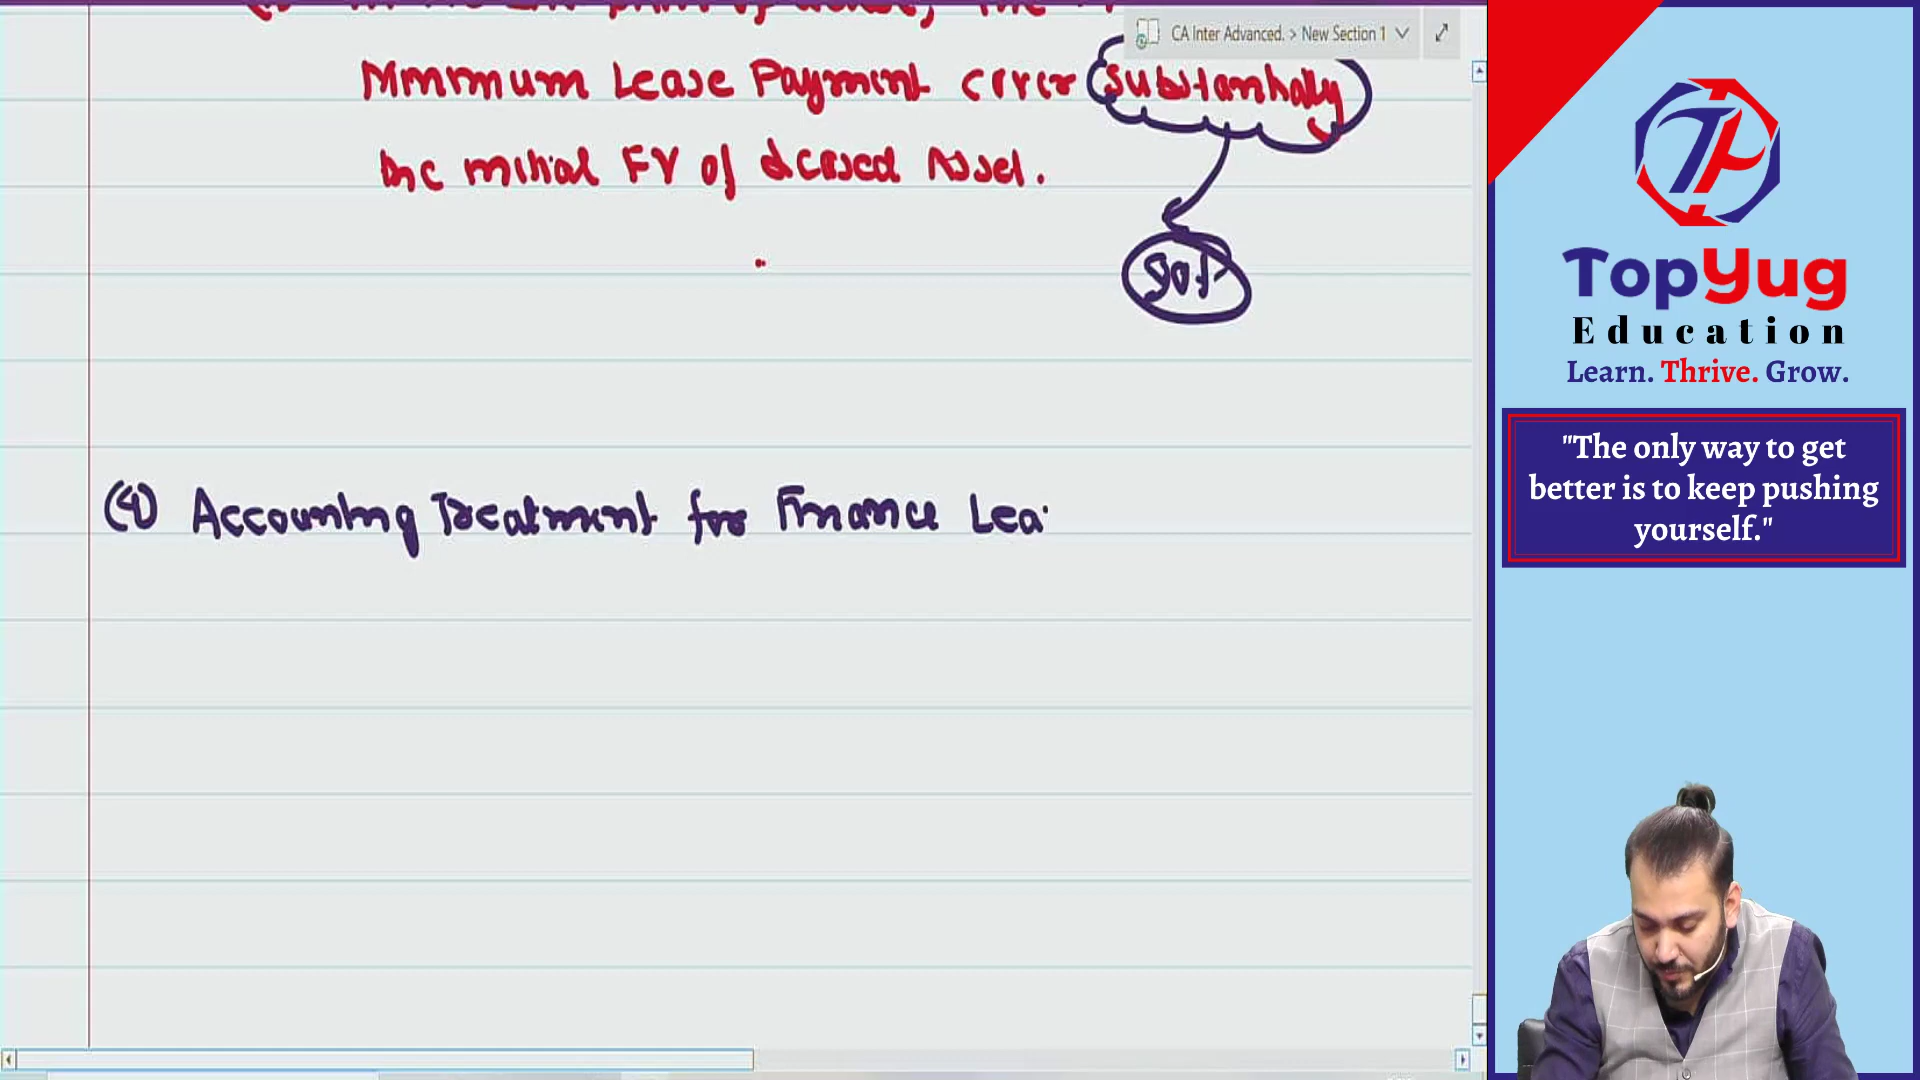 CA Inter Advanced. > New Section 1
Minimum Lease Payment cover Substantially
the initial FV of Leased Asset.
90%
(4) Accounting Treatment for Finance Lea
TopYug
Education
Learn. Thrive. Grow.
"The only way to get
better is to keep pushing
yourself."